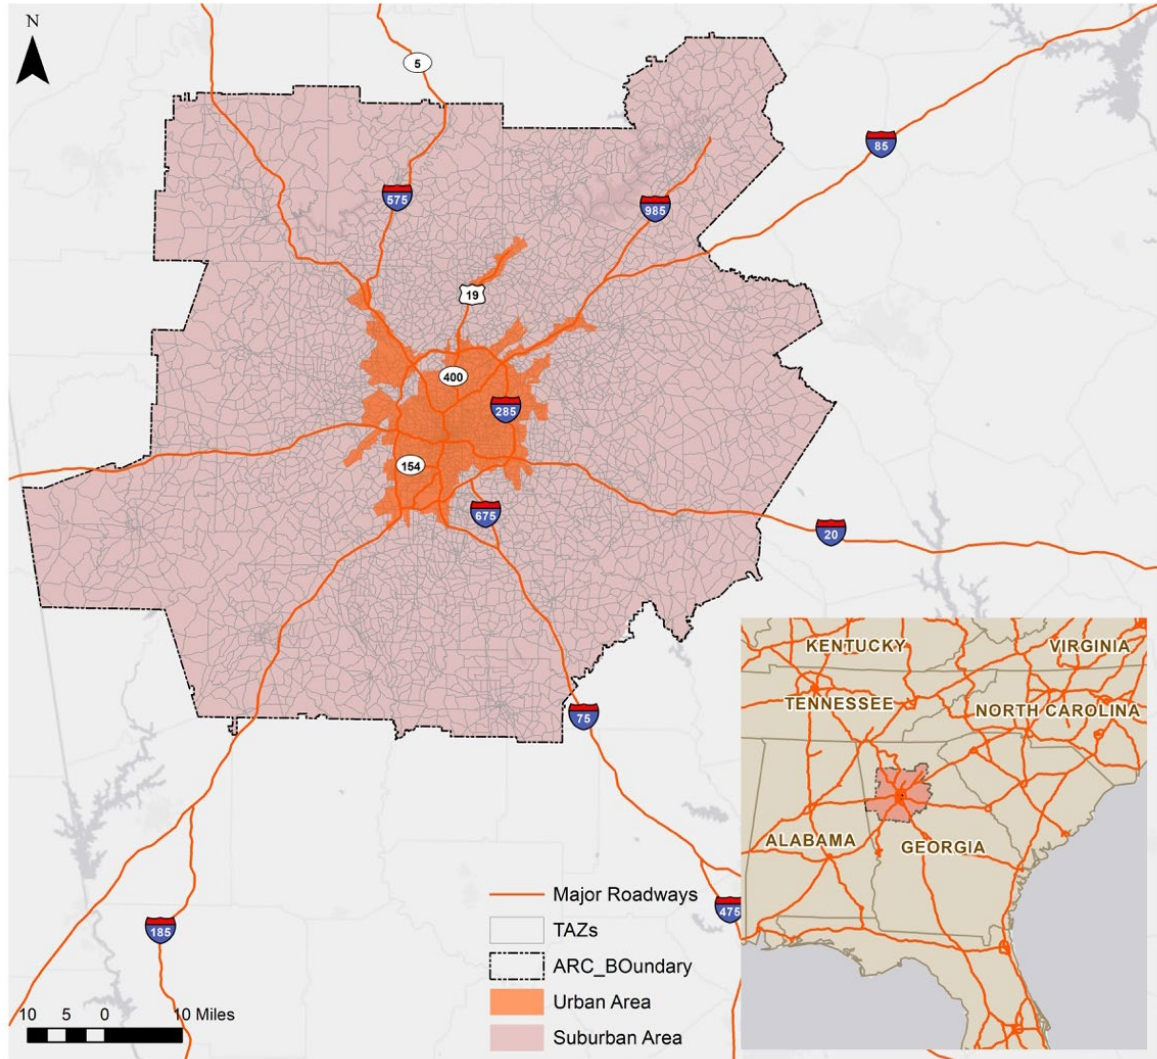 N
5
85
575
985
19
400
285
154
675
20
75
185
475
KENTUCKY
VIRGINIA
TENNESSEE
NORTH CAROLINA
ALABAMA
GEORGIA
Major Roadways
TAZs
ARC_BOundary
Urban Area
Suburban Area
10 5 0 10 Miles